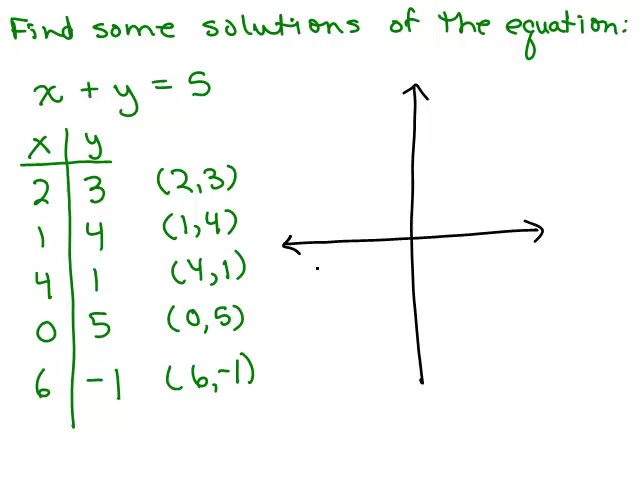 Find some solutions of the equation:
x + y = 5
x y
2 3 (2,3)
1 4 (1,4)
4 1 (4,1)
0 5 (0,5)
6 -1 (6,-1)